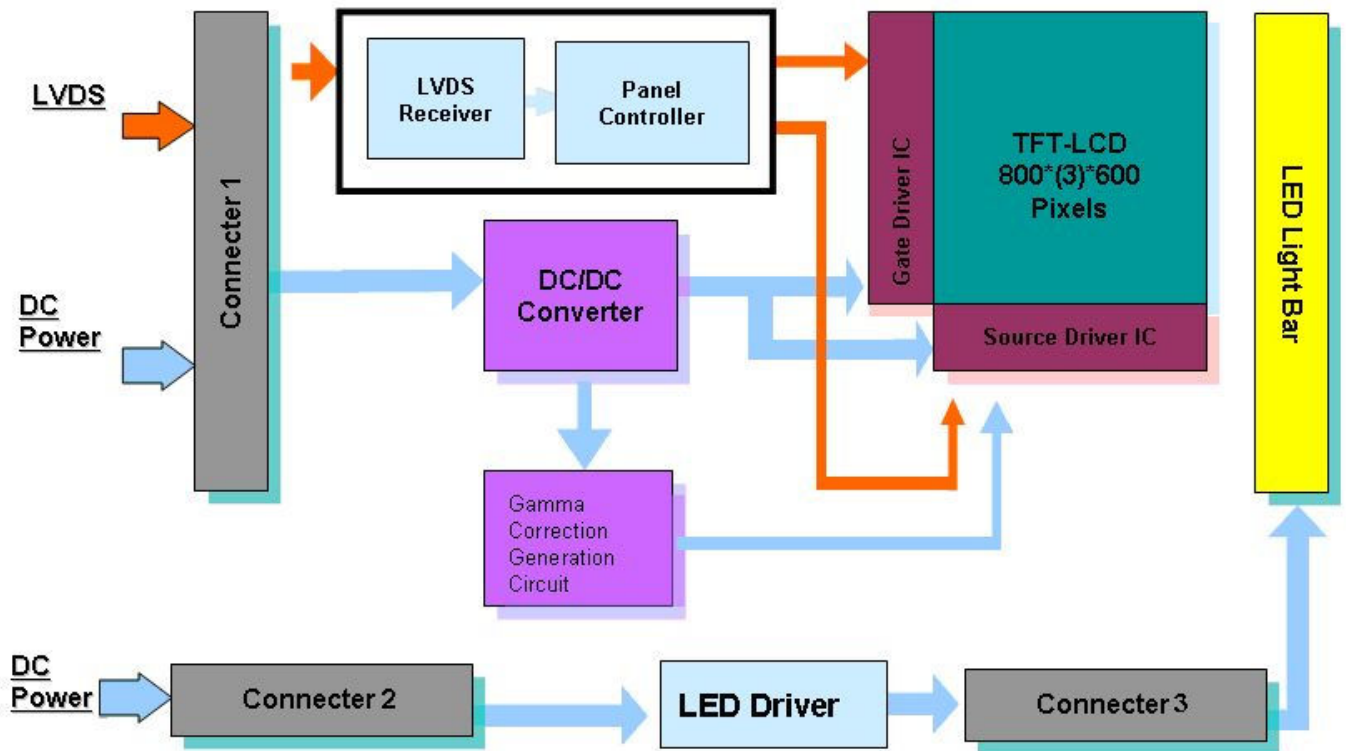 LVDS
DC
Power
Connecter 1
LVDS
Receiver
Panel
Controller
DC/DC
Converter
Gamma
Correction
Generation
Circuit
Gate Driver IC
TFT-LCD
800*(3)*600
Pixels
Source Driver IC
LED Light Bar
DC
Power
Connecter 2
LED Driver
Connecter 3